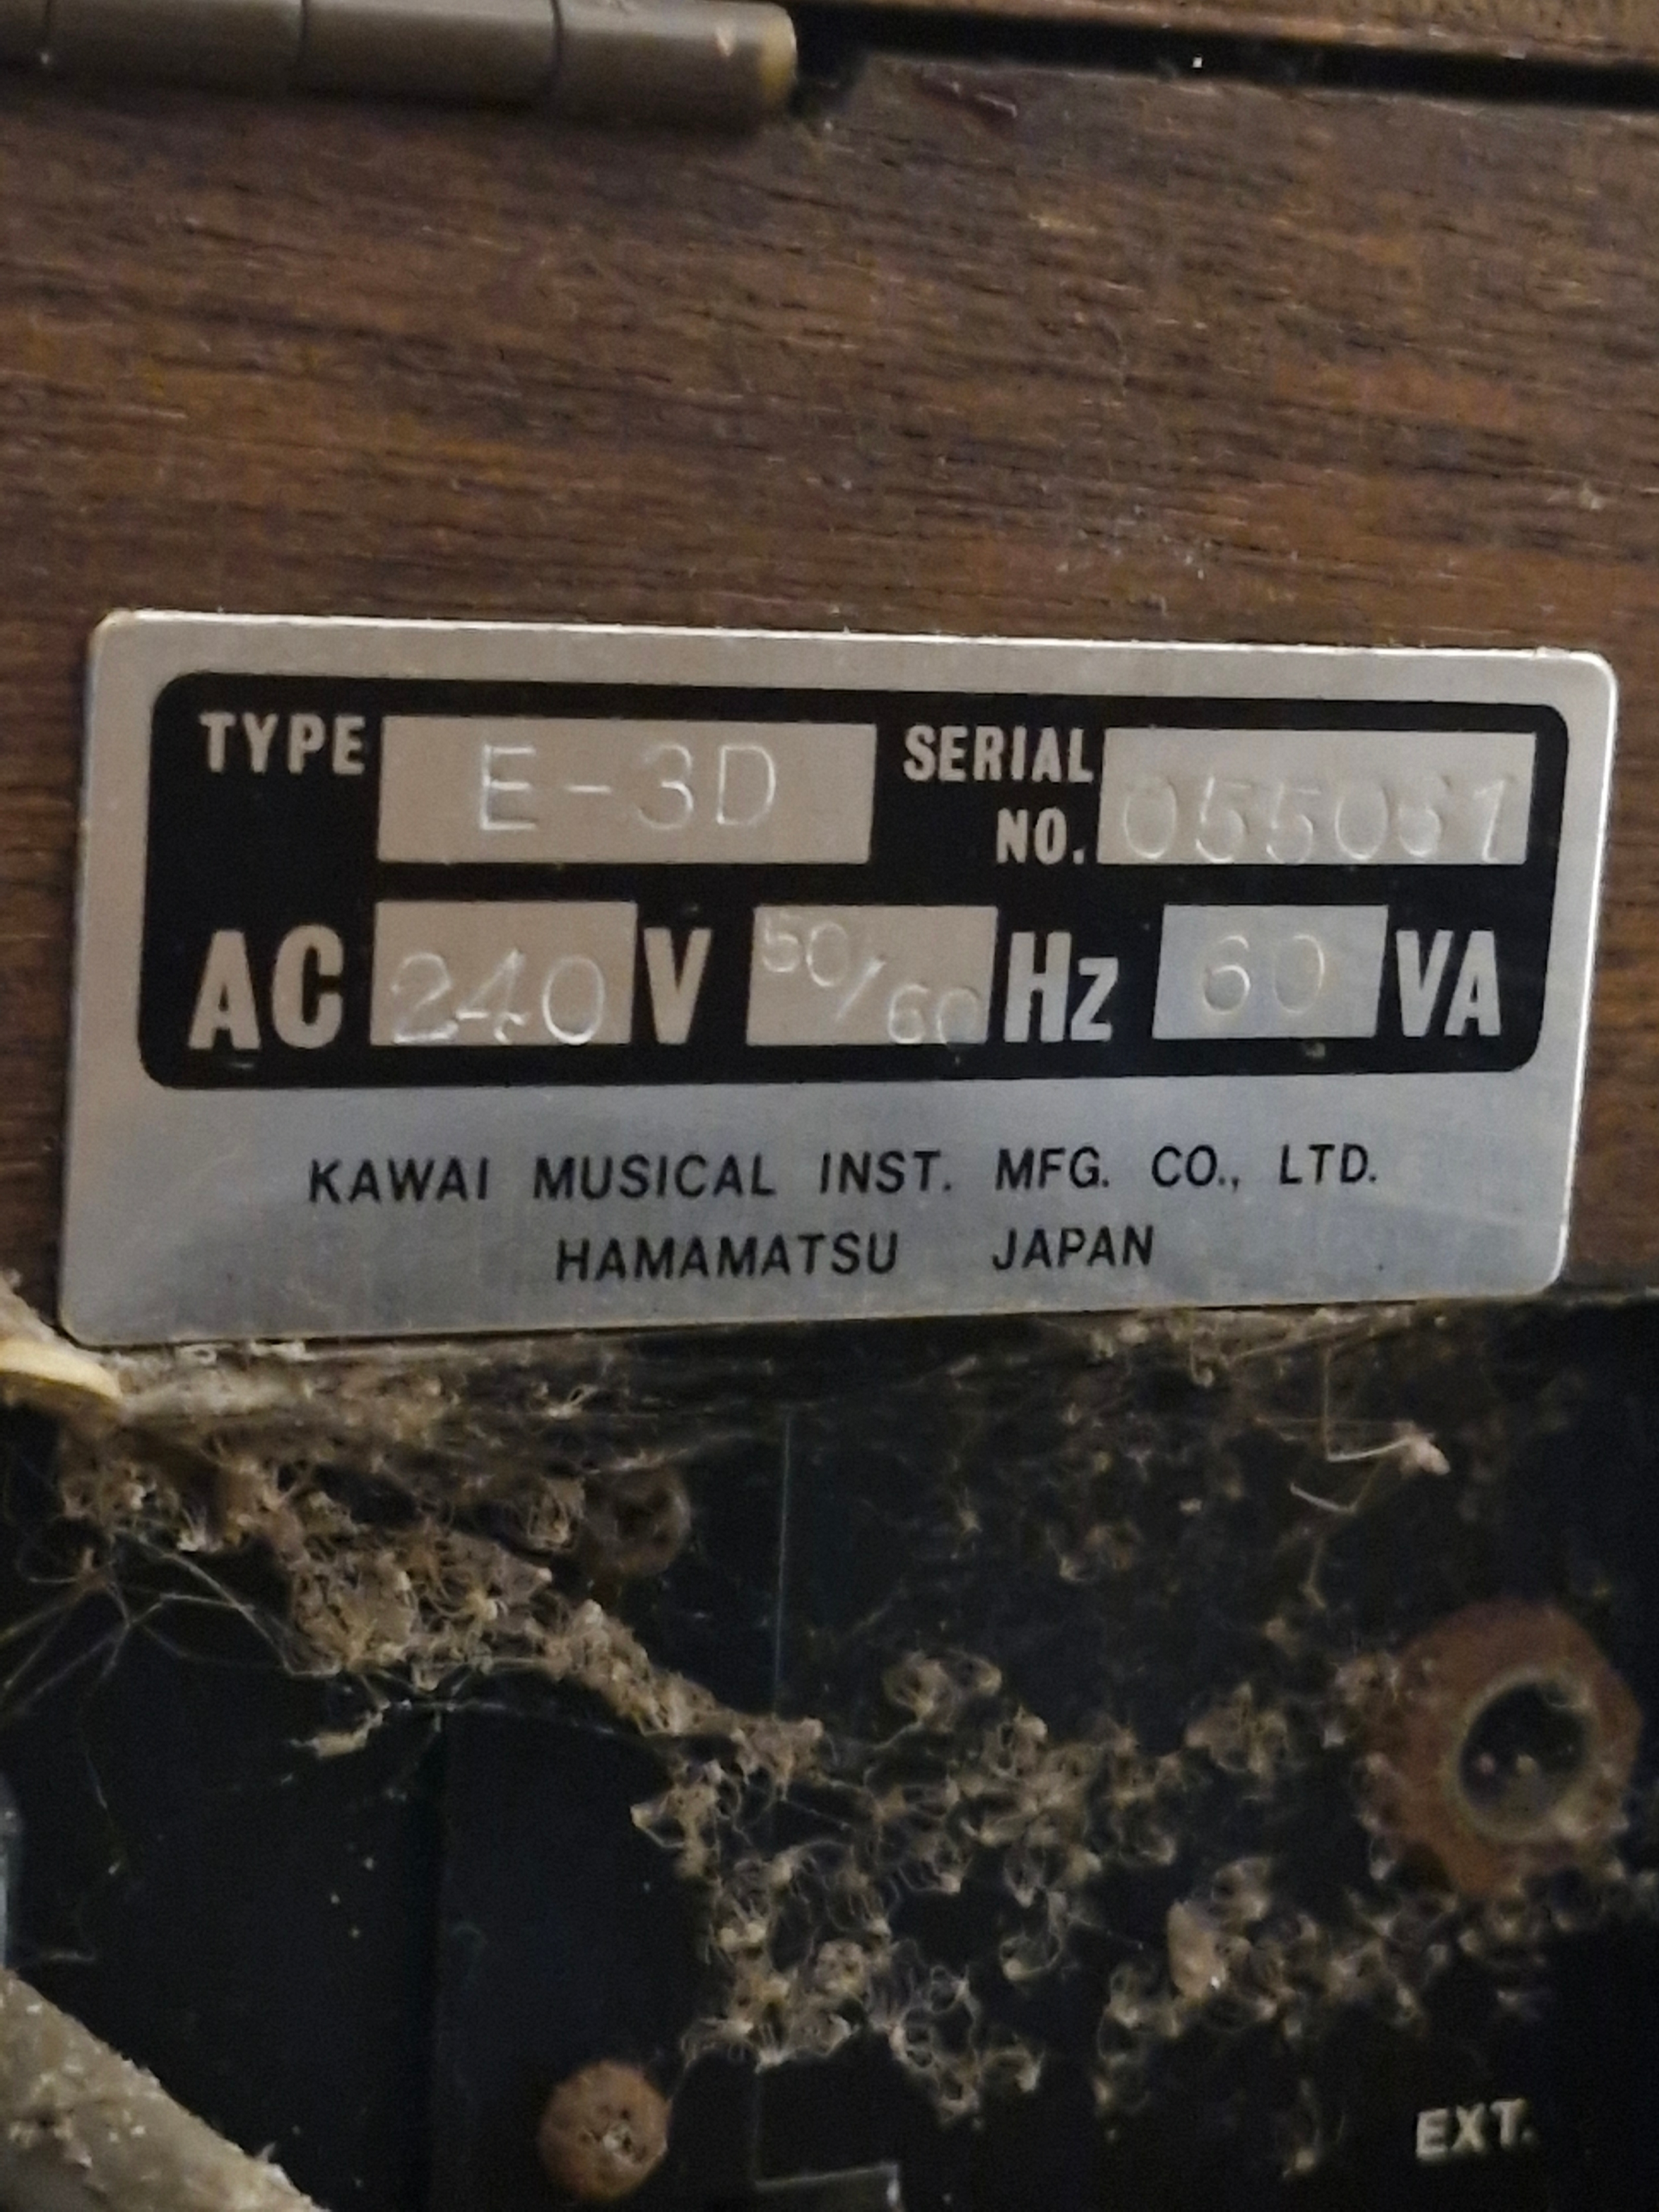 TYPE E-3D SERIAL NO. 055051
AC 240 V 50/60 Hz 60 VA
KAWAI MUSICAL INST. MFG. CO., LTD.
HAMAMATSU JAPAN
EXT.